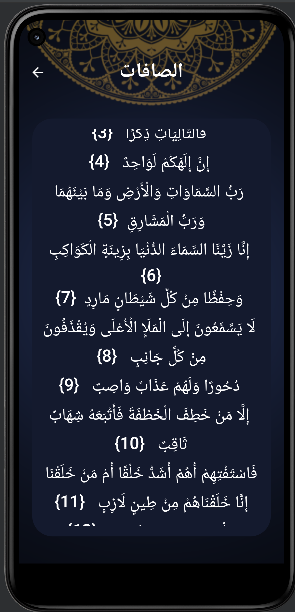 الصافات
فَالتَّالِيَاتِ ذِكْرًا {3}
إِنَّ إِلَهَكُمْ لَوَاحِدٌ {4}
رَبُّ السَّمَاوَاتِ وَالْأَرْضِ وَمَا بَيْنَهُمَا
وَرَبُّ الْمَشَارِقِ {5}
إِنَّا زَيَّنَّا السَّمَاءَ الدُّنْيَا بِزِينَةٍ الْكَوَاكِبِ
{6}
وَحِفْظًا مِنْ كُلِّ شَيْطَانٍ مَارِدٍ {7}
لَا يَسَّمَّعُونَ إِلَى الْمَلَإِ الْأَعْلَى وَيُقْذَفُونَ
مِنْ كُلِّ جَانِبٍ {8}
دُحُورًا وَلَهُمْ عَذَابٌ وَاصِبٌ {9}
إِلَّا مَنْ خَطِفَ الْخَطْفَةَ فَأَتْبَعَهُ شِهَابٌ
ثَاقِبٌ {10}
فَاسْتَفْتِهِمْ أَهُمْ أَشَدُّ خَلْقًا أَمْ مَنْ خَلَقْنَا
إِنَّا خَلَقْنَاهُمْ مِنْ طِينٍ لَازِبٍ {11}